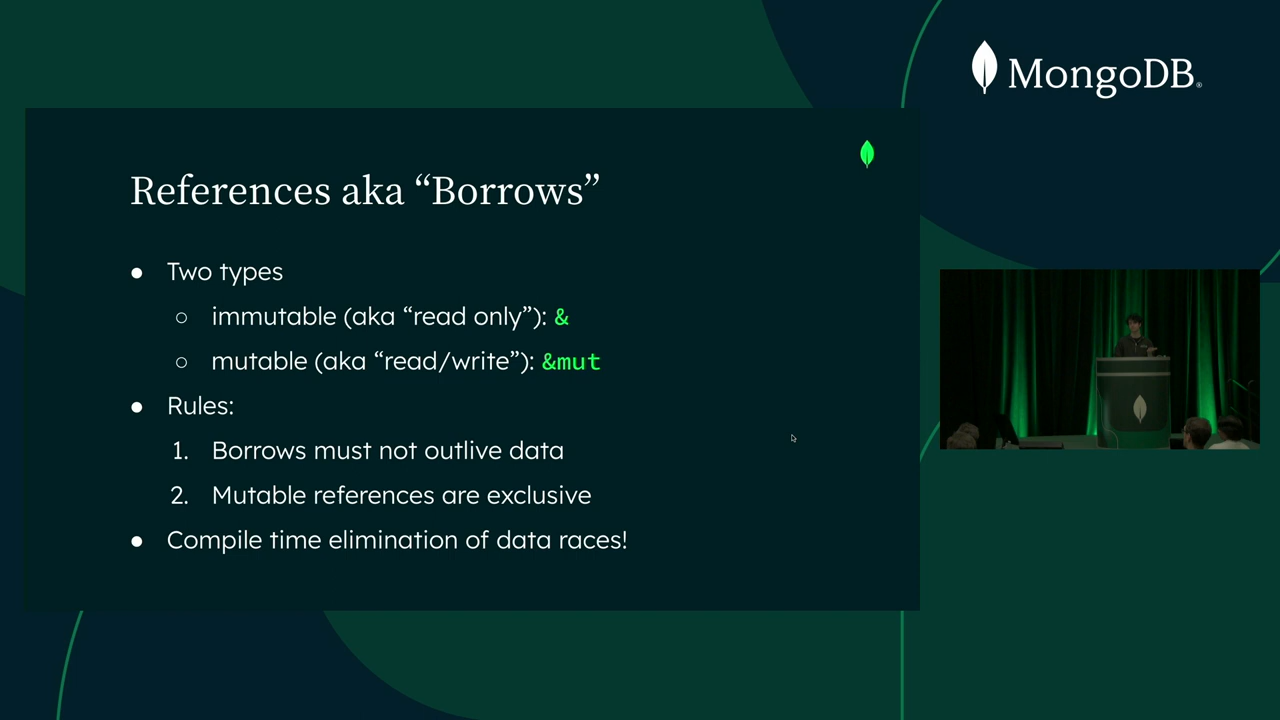 MongoDB®
References aka “Borrows”
● Two types
○ immutable (aka “read only”): &
○ mutable (aka “read/write”): &mut
● Rules:
1. Borrows must not outlive data
2. Mutable references are exclusive
● Compile time elimination of data races!